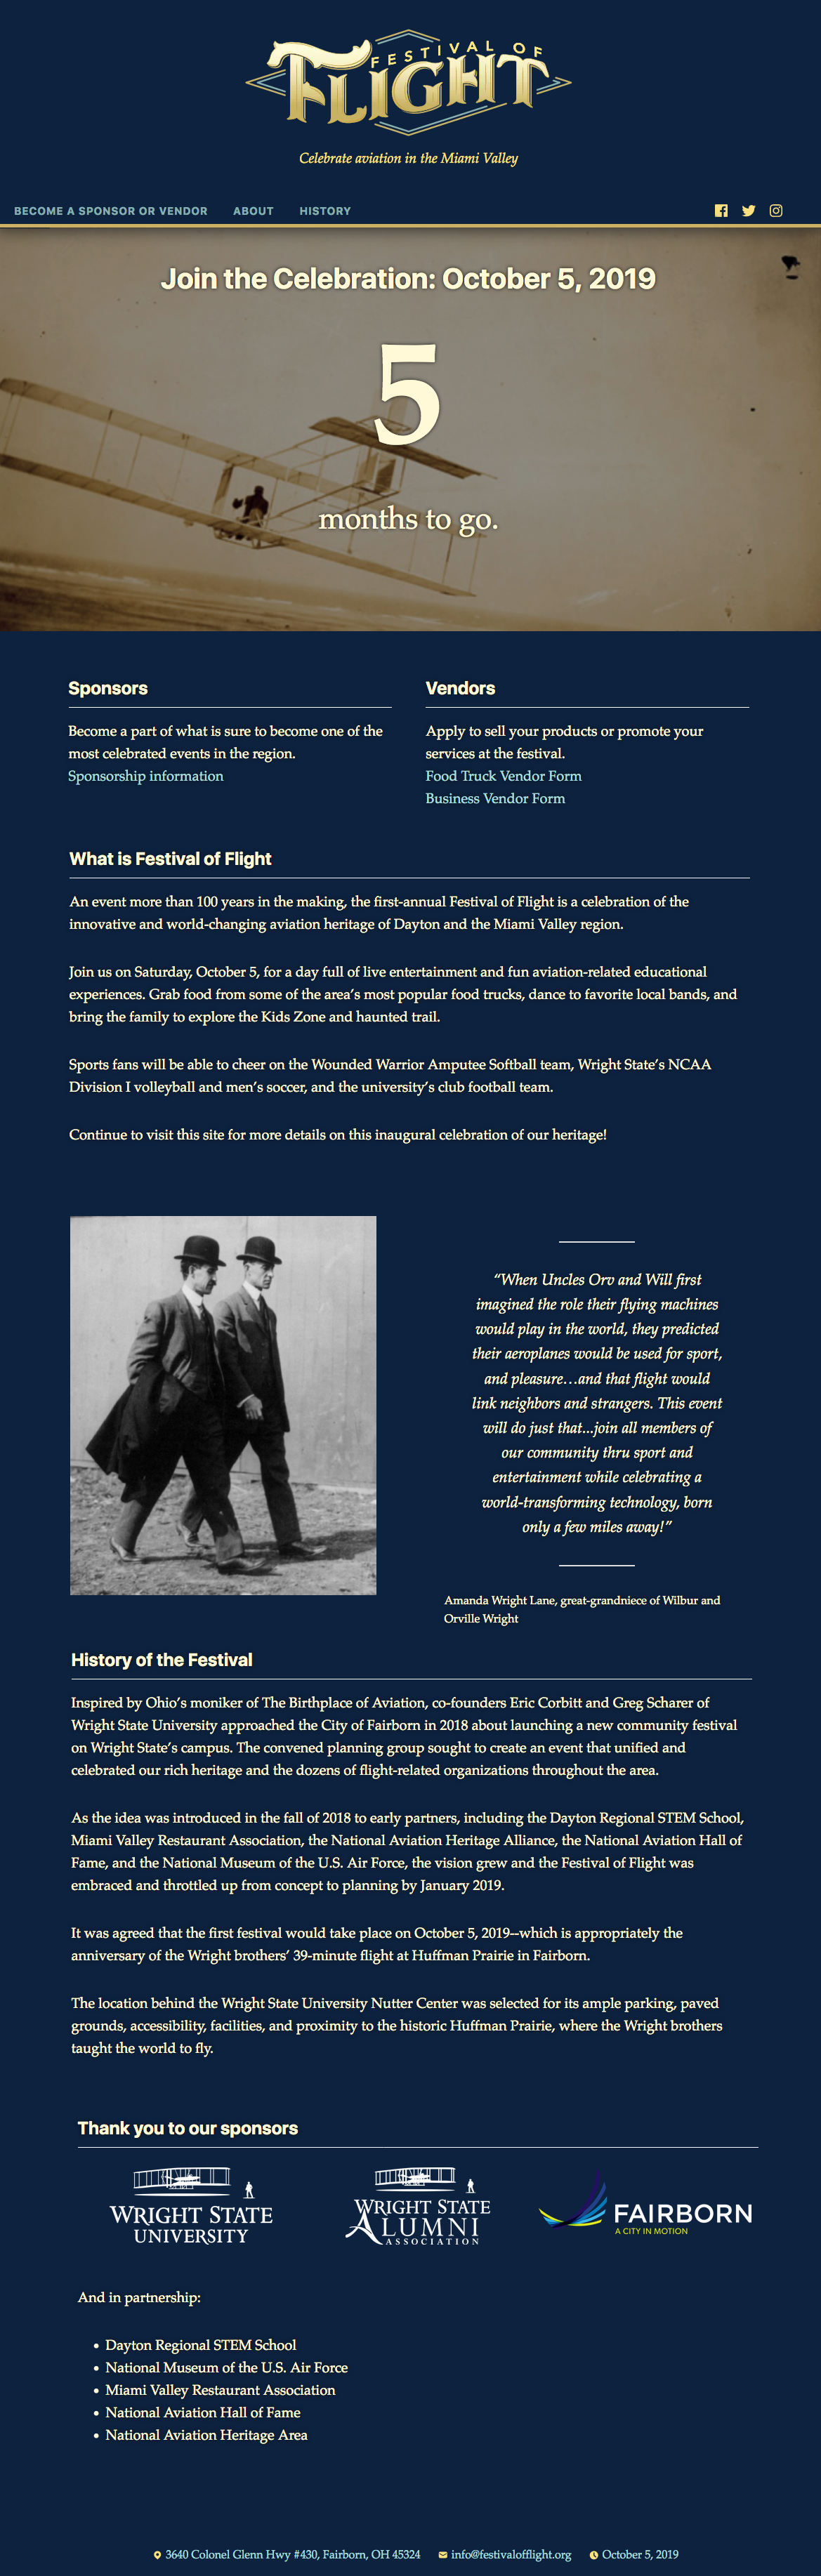 FESTIVAL OF
FLIGHT
Celebrate aviation in the Miami Valley
BECOME A SPONSOR OR VENDOR ABOUT HISTORY
Join the Celebration: October 5, 2019
5
months to go.
Sponsors
Become a part of what is sure to become one of the
most celebrated events in the region.
Sponsorship information
Vendors
Apply to sell your products or promote your
services at the festival.
Food Truck Vendor Form
Business Vendor Form
What is Festival of Flight
An event more than 100 years in the making, the first-annual Festival of Flight is a celebration of the
innovative and world-changing aviation heritage of Dayton and the Miami Valley region.
Join us on Saturday, October 5, for a day full of live entertainment and fun aviation-related educational
experiences. Grab food from some of the area’s most popular food trucks, dance to favorite local bands, and
bring the family to explore the Kids Zone and haunted trail.
Sports fans will be able to cheer on the Wounded Warrior Amputee Softball team, Wright State’s NCAA
Division I volleyball and men’s soccer, and the university’s club football team.
Continue to visit this site for more details on this inaugural celebration of our heritage!
“When Uncles Orv and Will first
imagined the role their flying machines
would play in the world, they predicted
their aeroplanes would be used for sport,
and pleasure…and that flight would
link neighbors and strangers. This event
will do just that...join all members of
our community thru sport and
entertainment while celebrating a
world-transforming technology, born
only a few miles away!”
Amanda Wright Lane, great-grandniece of Wilbur and
Orville Wright
History of the Festival
Inspired by Ohio’s moniker of The Birthplace of Aviation, co-founders Eric Corbitt and Greg Scharer of
Wright State University approached the City of Fairborn in 2018 about launching a new community festival
on Wright State’s campus. The convened planning group sought to create an event that unified and
celebrated our rich heritage and the dozens of flight-related organizations throughout the area.
As the idea was introduced in the fall of 2018 to early partners, including the Dayton Regional STEM School,
Miami Valley Restaurant Association, the National Aviation Heritage Alliance, the National Aviation Hall of
Fame, and the National Museum of the U.S. Air Force, the vision grew and the Festival of Flight was
embraced and throttled up from concept to planning by January 2019.
It was agreed that the first festival would take place on October 5, 2019--which is appropriately the
anniversary of the Wright brothers’ 39-minute flight at Huffman Prairie in Fairborn.
The location behind the Wright State University Nutter Center was selected for its ample parking, paved
grounds, accessibility, facilities, and proximity to the historic Huffman Prairie, where the Wright brothers
taught the world to fly.
Thank you to our sponsors
WRIGHT STATE
UNIVERSITY
WRIGHT STATE
ALUMNI
ASSOCIATION
FAIRBORN
A CITY IN MOTION
And in partnership:
• Dayton Regional STEM School
• National Museum of the U.S. Air Force
• Miami Valley Restaurant Association
• National Aviation Hall of Fame
• National Aviation Heritage Area
3640 Colonel Glenn Hwy #430, Fairborn, OH 45324 info@festivalofflight.org October 5, 2019